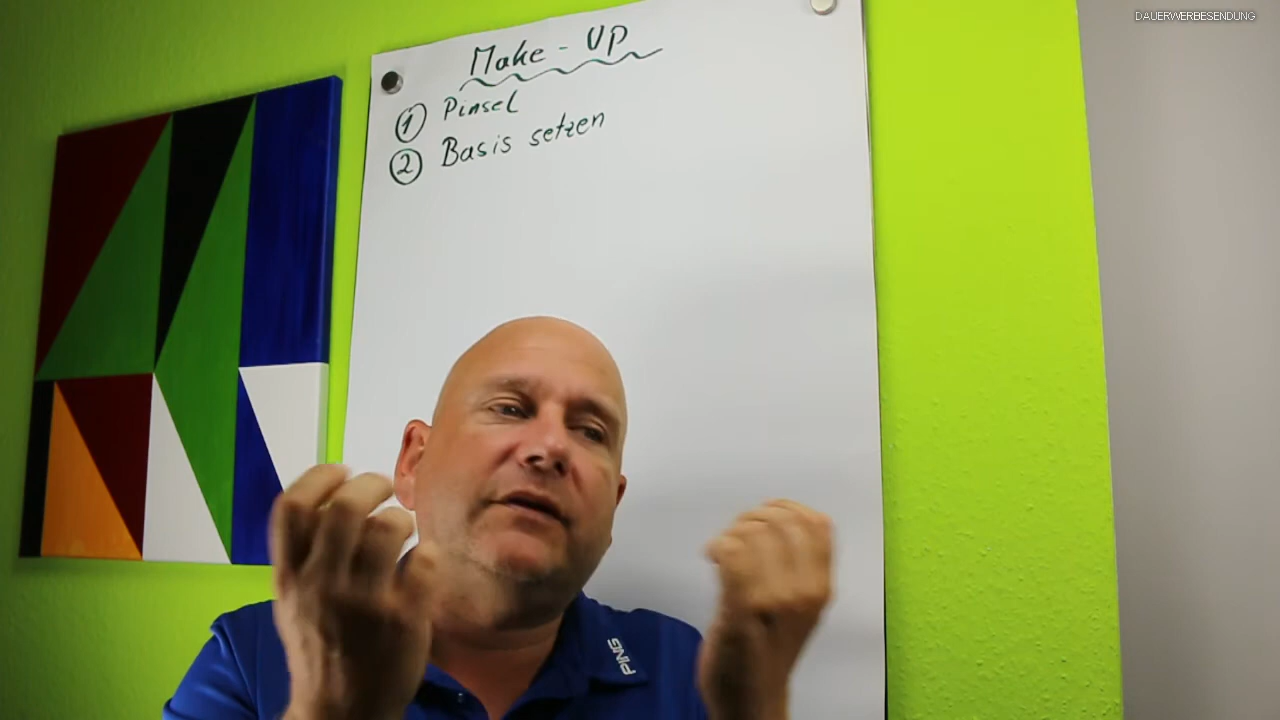 DAUERWERBESENDUNG
Make-UP
1 Pinsel
2 Basis setzen
PING